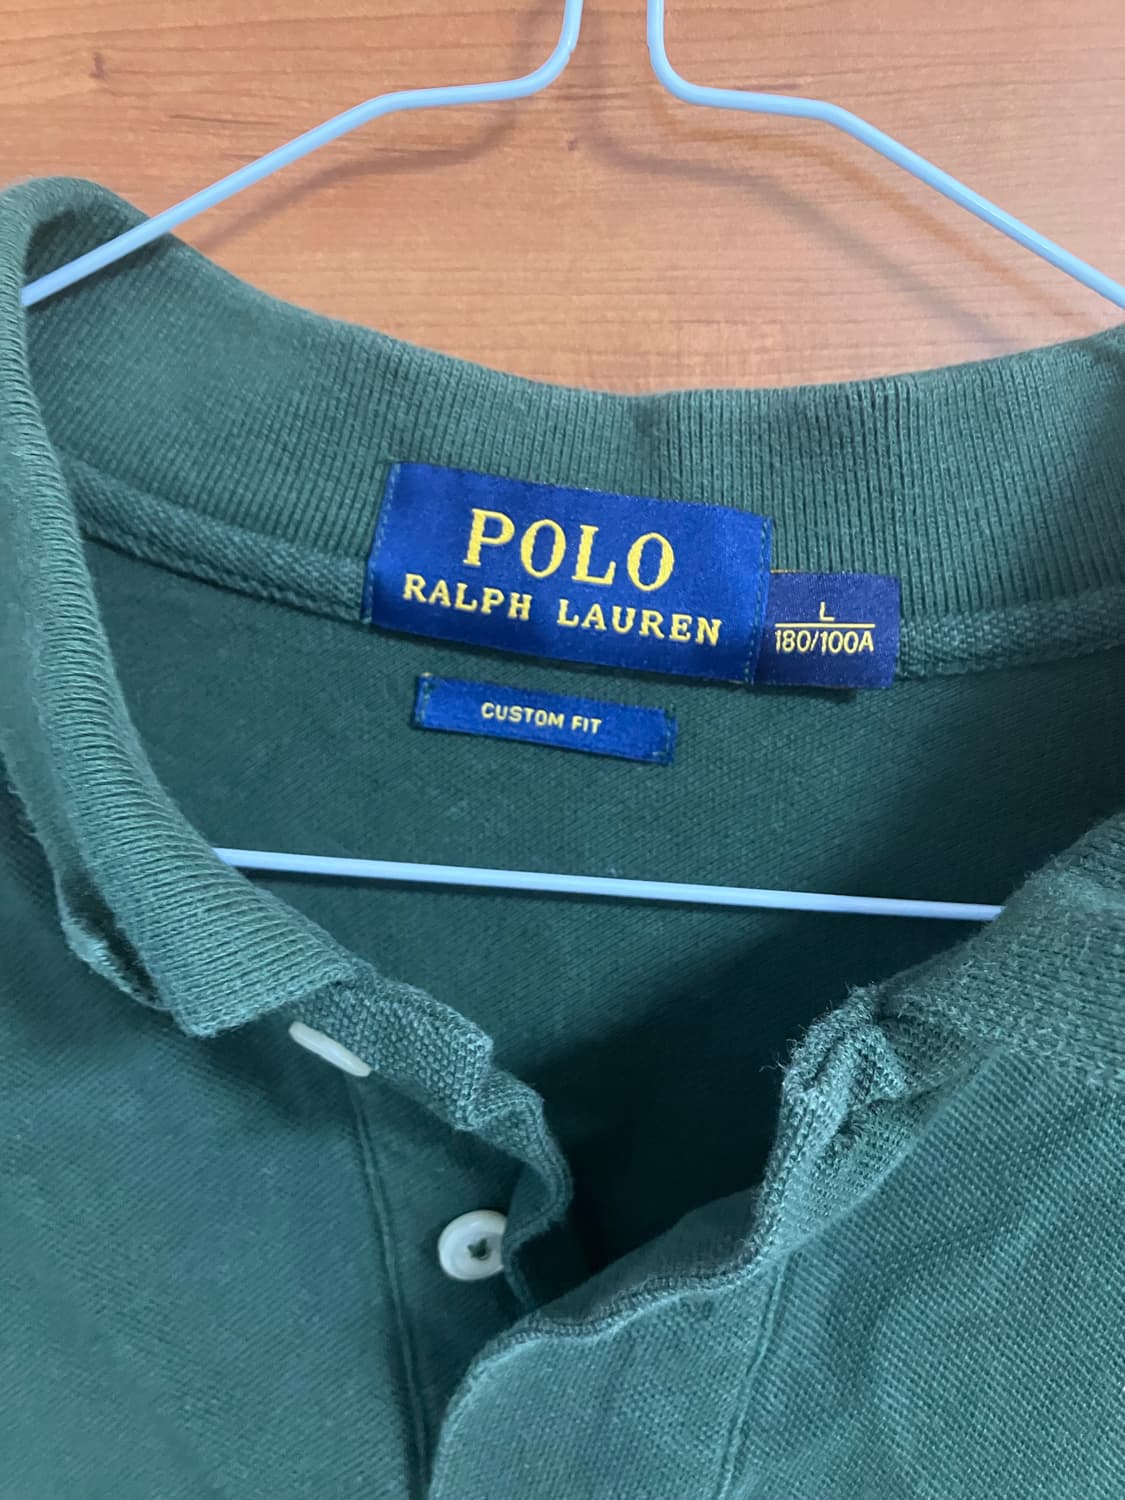 POLO
RALPH LAUREN
L
180/100A
CUSTOM FIT